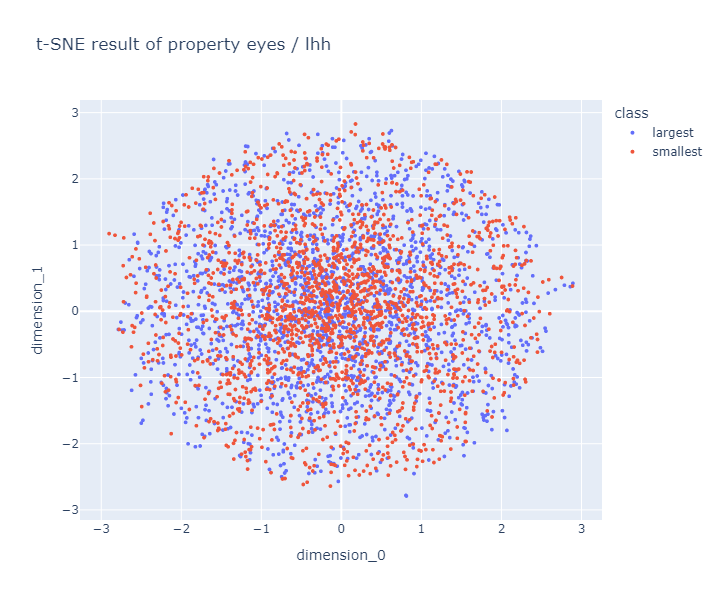 t-SNE result of property eyes / lhh
class
largest
smallest
3
2
1
0
−1
−2
−3
dimension_1
−3
−2
−1
0
1
2
3
dimension_0